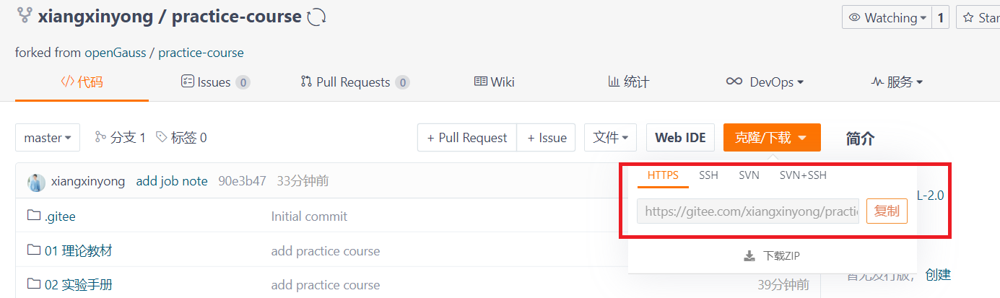 xiangxinyong / practice-course
Watching 1 Star
forked from openGauss / practice-course
代码 Issues 0 Pull Requests 0 Wiki 统计 DevOps 服务
master 分支 1 标签 0 + Pull Request + Issue 文件 Web IDE 克隆/下载 简介
HTTPS SSH SVN SVN+SSH
xiangxinyong add job note 90e3b47 33分钟前
L-2.0
https://gitee.com/xiangxinyong/practic 复制
.gitee Initial commit
01 理论教材 add practice course
下载ZIP
暂无发行版， 创建
02 实验手册 add practice course 39分钟前